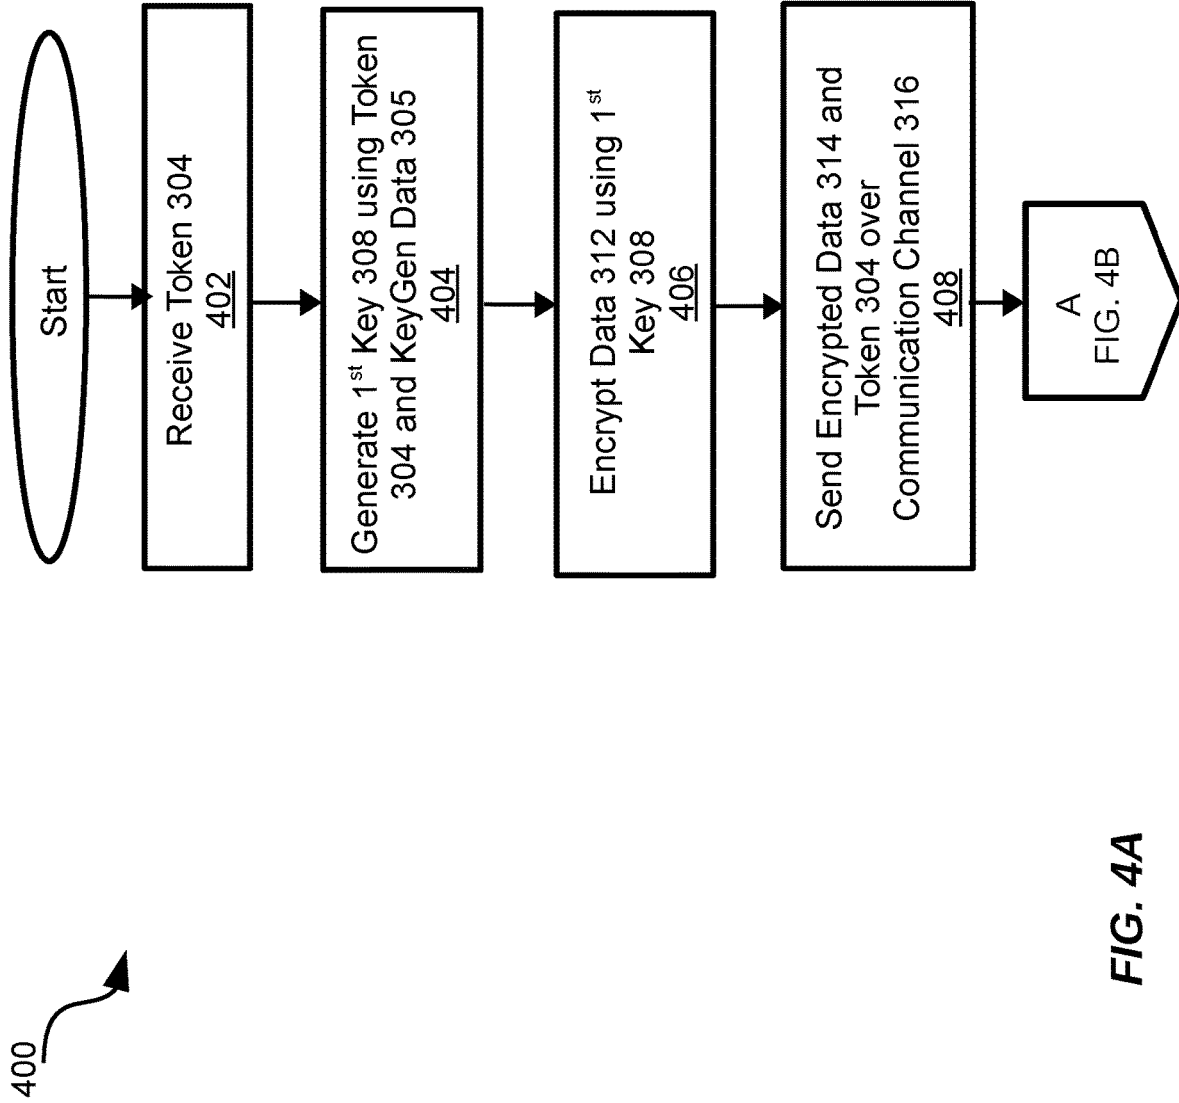 400
Start
Receive Token 304
402
Generate 1st Key 308 using Token
304 and KeyGen Data 305
404
Encrypt Data 312 using 1st
Key 308
406
Send Encrypted Data 314 and
Token 304 over
Communication Channel 316
408
A
FIG. 4B
FIG. 4A